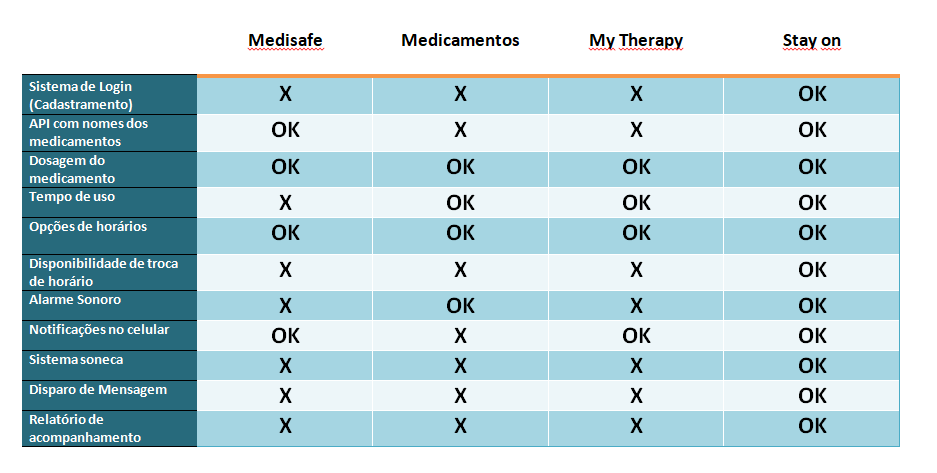 Medisafe Medicamentos My Therapy Stay on
Sistema de Login
(Cadastramento) X X X OK
API com nomes dos
medicamentos OK X X OK
Dosagem do
medicamento OK OK OK OK
Tempo de uso X OK OK OK
Opções de horários OK OK OK OK
Disponibilidade de troca
de horário X X X OK
Alarme Sonoro X OK X OK
Notificações no celular OK X OK OK
Sistema soneca X X X OK
Disparo de Mensagem X X X OK
Relatório de
acompanhamento X X X OK